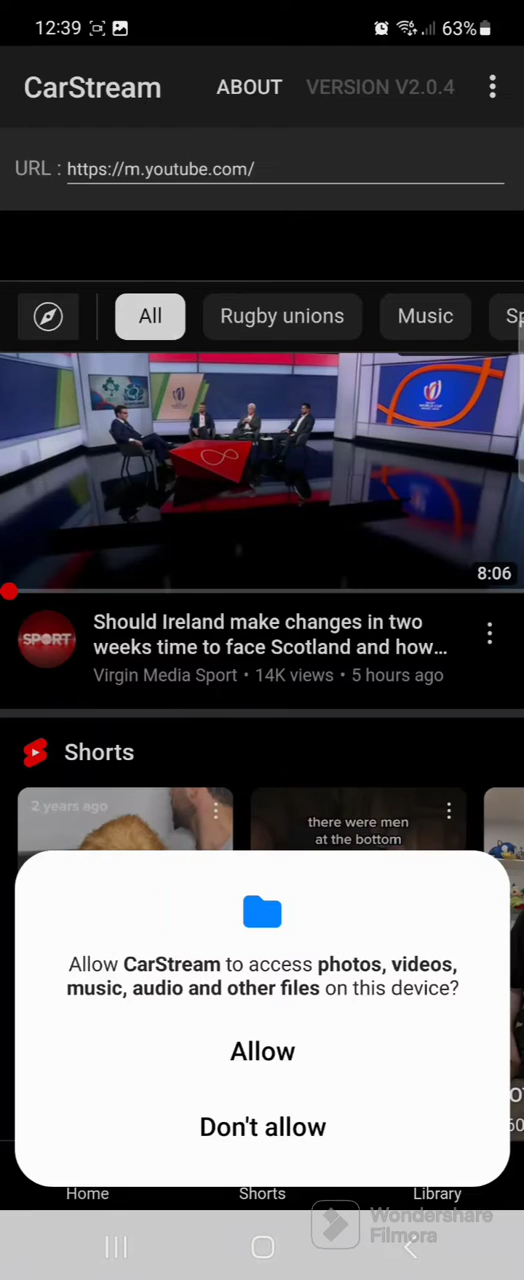 12:39 63%
CarStream ABOUT VERSION V2.0.4
URL : https://m.youtube.com/
All Rugby unions Music Sp
8:06
SPORT
Should Ireland make changes in two
weeks time to face Scotland and how...
Virgin Media Sport • 14K views • 5 hours ago
Shorts
2 years ago
there were men
at the bottom
Allow CarStream to access photos, videos,
music, audio and other files on this device?
Allow
Don't allow
Home Shorts Library
Wondershare
Filmora